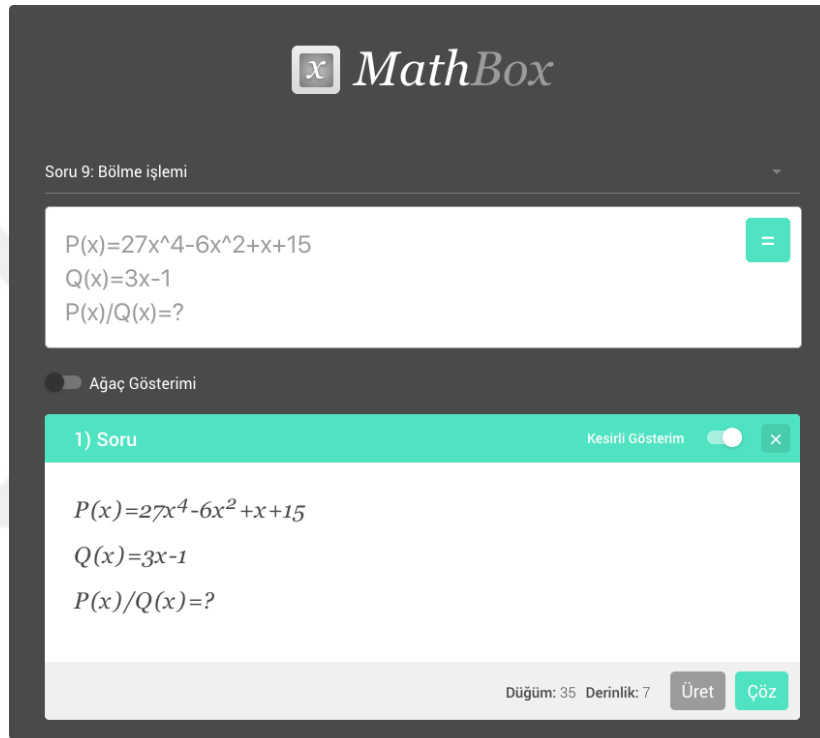 x MathBox
Soru 9: Bölme işlemi
P(x)=27x^4-6x^2+x+15
=
Q(x)=3x-1
P(x)/Q(x)=?
Ağaç Gösterimi
1) Soru Kesirli Gösterim ×
P(x)=27x⁴-6x²+x+15
Q(x)=3x-1
P(x)/Q(x)=?
Düğüm: 35 Derinlik: 7 Üret Çöz